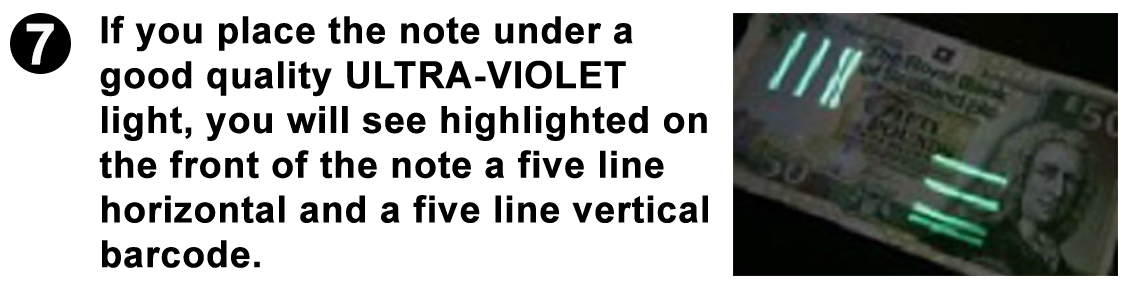 7
If you place the note under a
good quality ULTRA-VIOLET
light, you will see highlighted on
the front of the note a five line
horizontal and a five line vertical
barcode.
The Royal Bank
of Scotland plc
FIFTY
POUNDS
£50
50